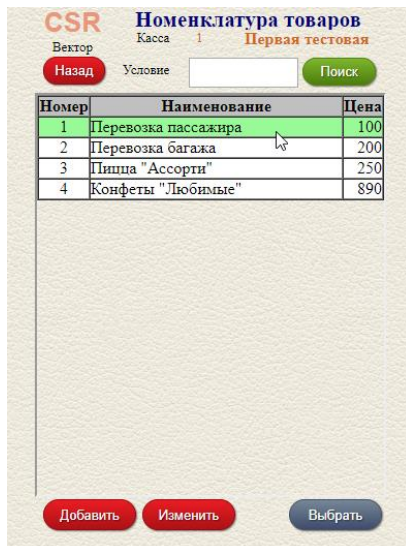 CSR Номенклатура товаров
Вектор Касса 1 Первая тестовая
Назад Условие Поиск
Номер Наименование Цена
1 Перевозка пассажира 100
2 Перевозка багажа 200
3 Пицца "Ассорти" 250
4 Конфеты "Любимые" 890
Добавить Изменить Выбрать